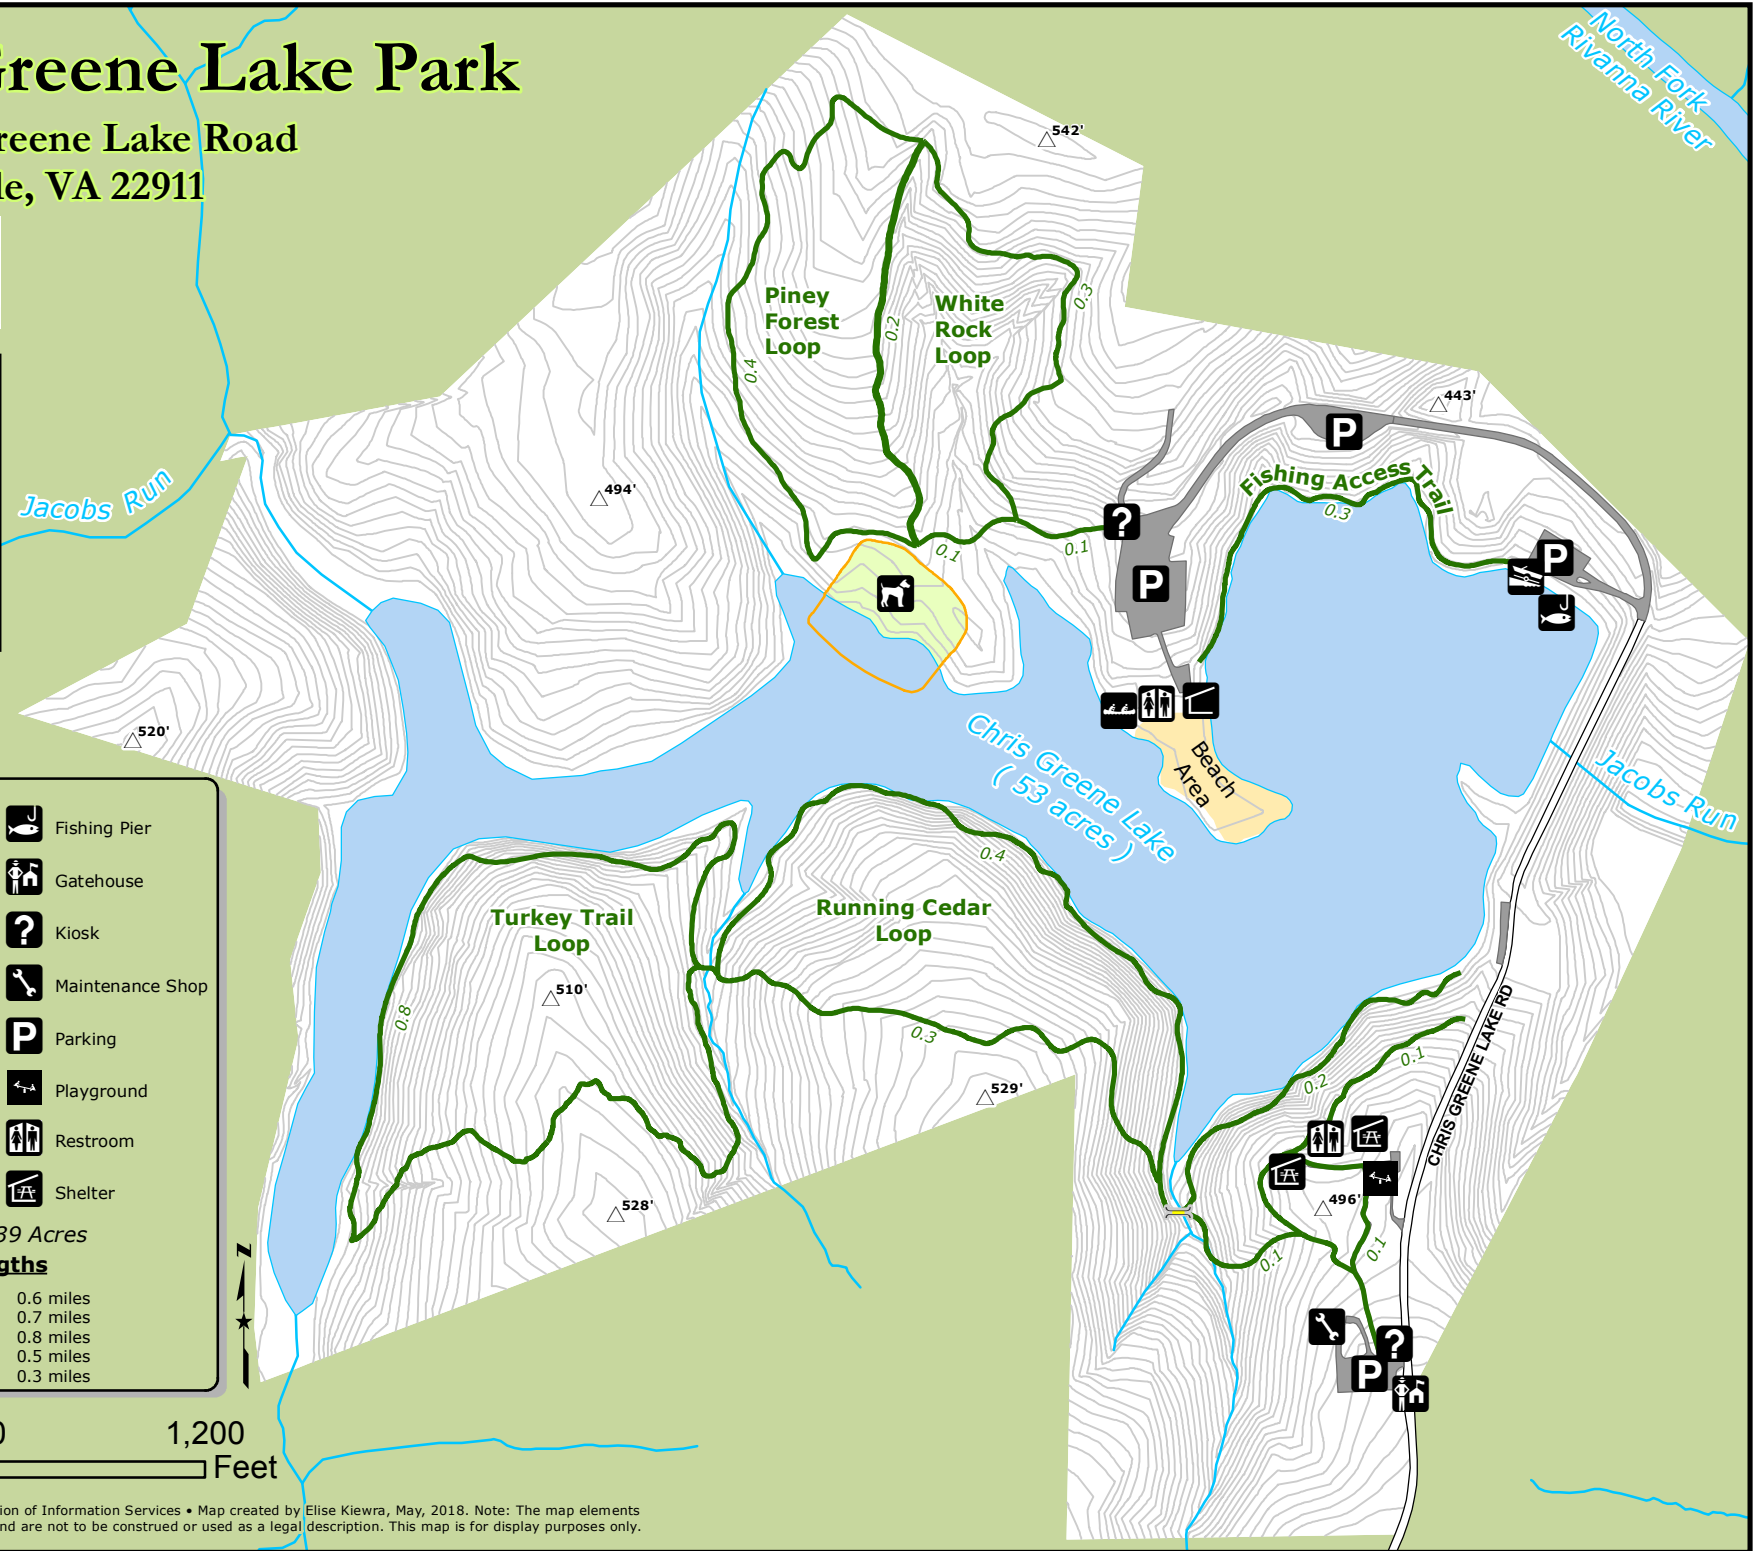 Greene Lake Park
reene Lake Road
le, VA 22911
North Fork
Rivanna River
542'
Piney
Forest
Loop
White
Rock
Loop
0.3
0.2
0.4
443'
P
Fishing Access Trail
0.3
494'
Jacobs Run
?
0.1
0.1
P
P
520'
Chris Greene Lake
( 53 acres )
Beach
Area
Jacobs Run
Fishing Pier
Gatehouse
? Kiosk
Maintenance Shop
P Parking
Playground
Restroom
Shelter
39 Acres
gths
0.6 miles
0.7 miles
0.8 miles
0.5 miles
0.3 miles
N
0.4
Turkey Trail
Loop
Running Cedar
Loop
510'
0.8
0.3
529'
528'
0.2
0.1
CHRIS GREENE LAKE RD
496'
0.1
0.1
?
P
0 1,200
Feet
ion of Information Services • Map created by Elise Kiewra, May, 2018. Note: The map elements
nd are not to be construed or used as a legal description. This map is for display purposes only.